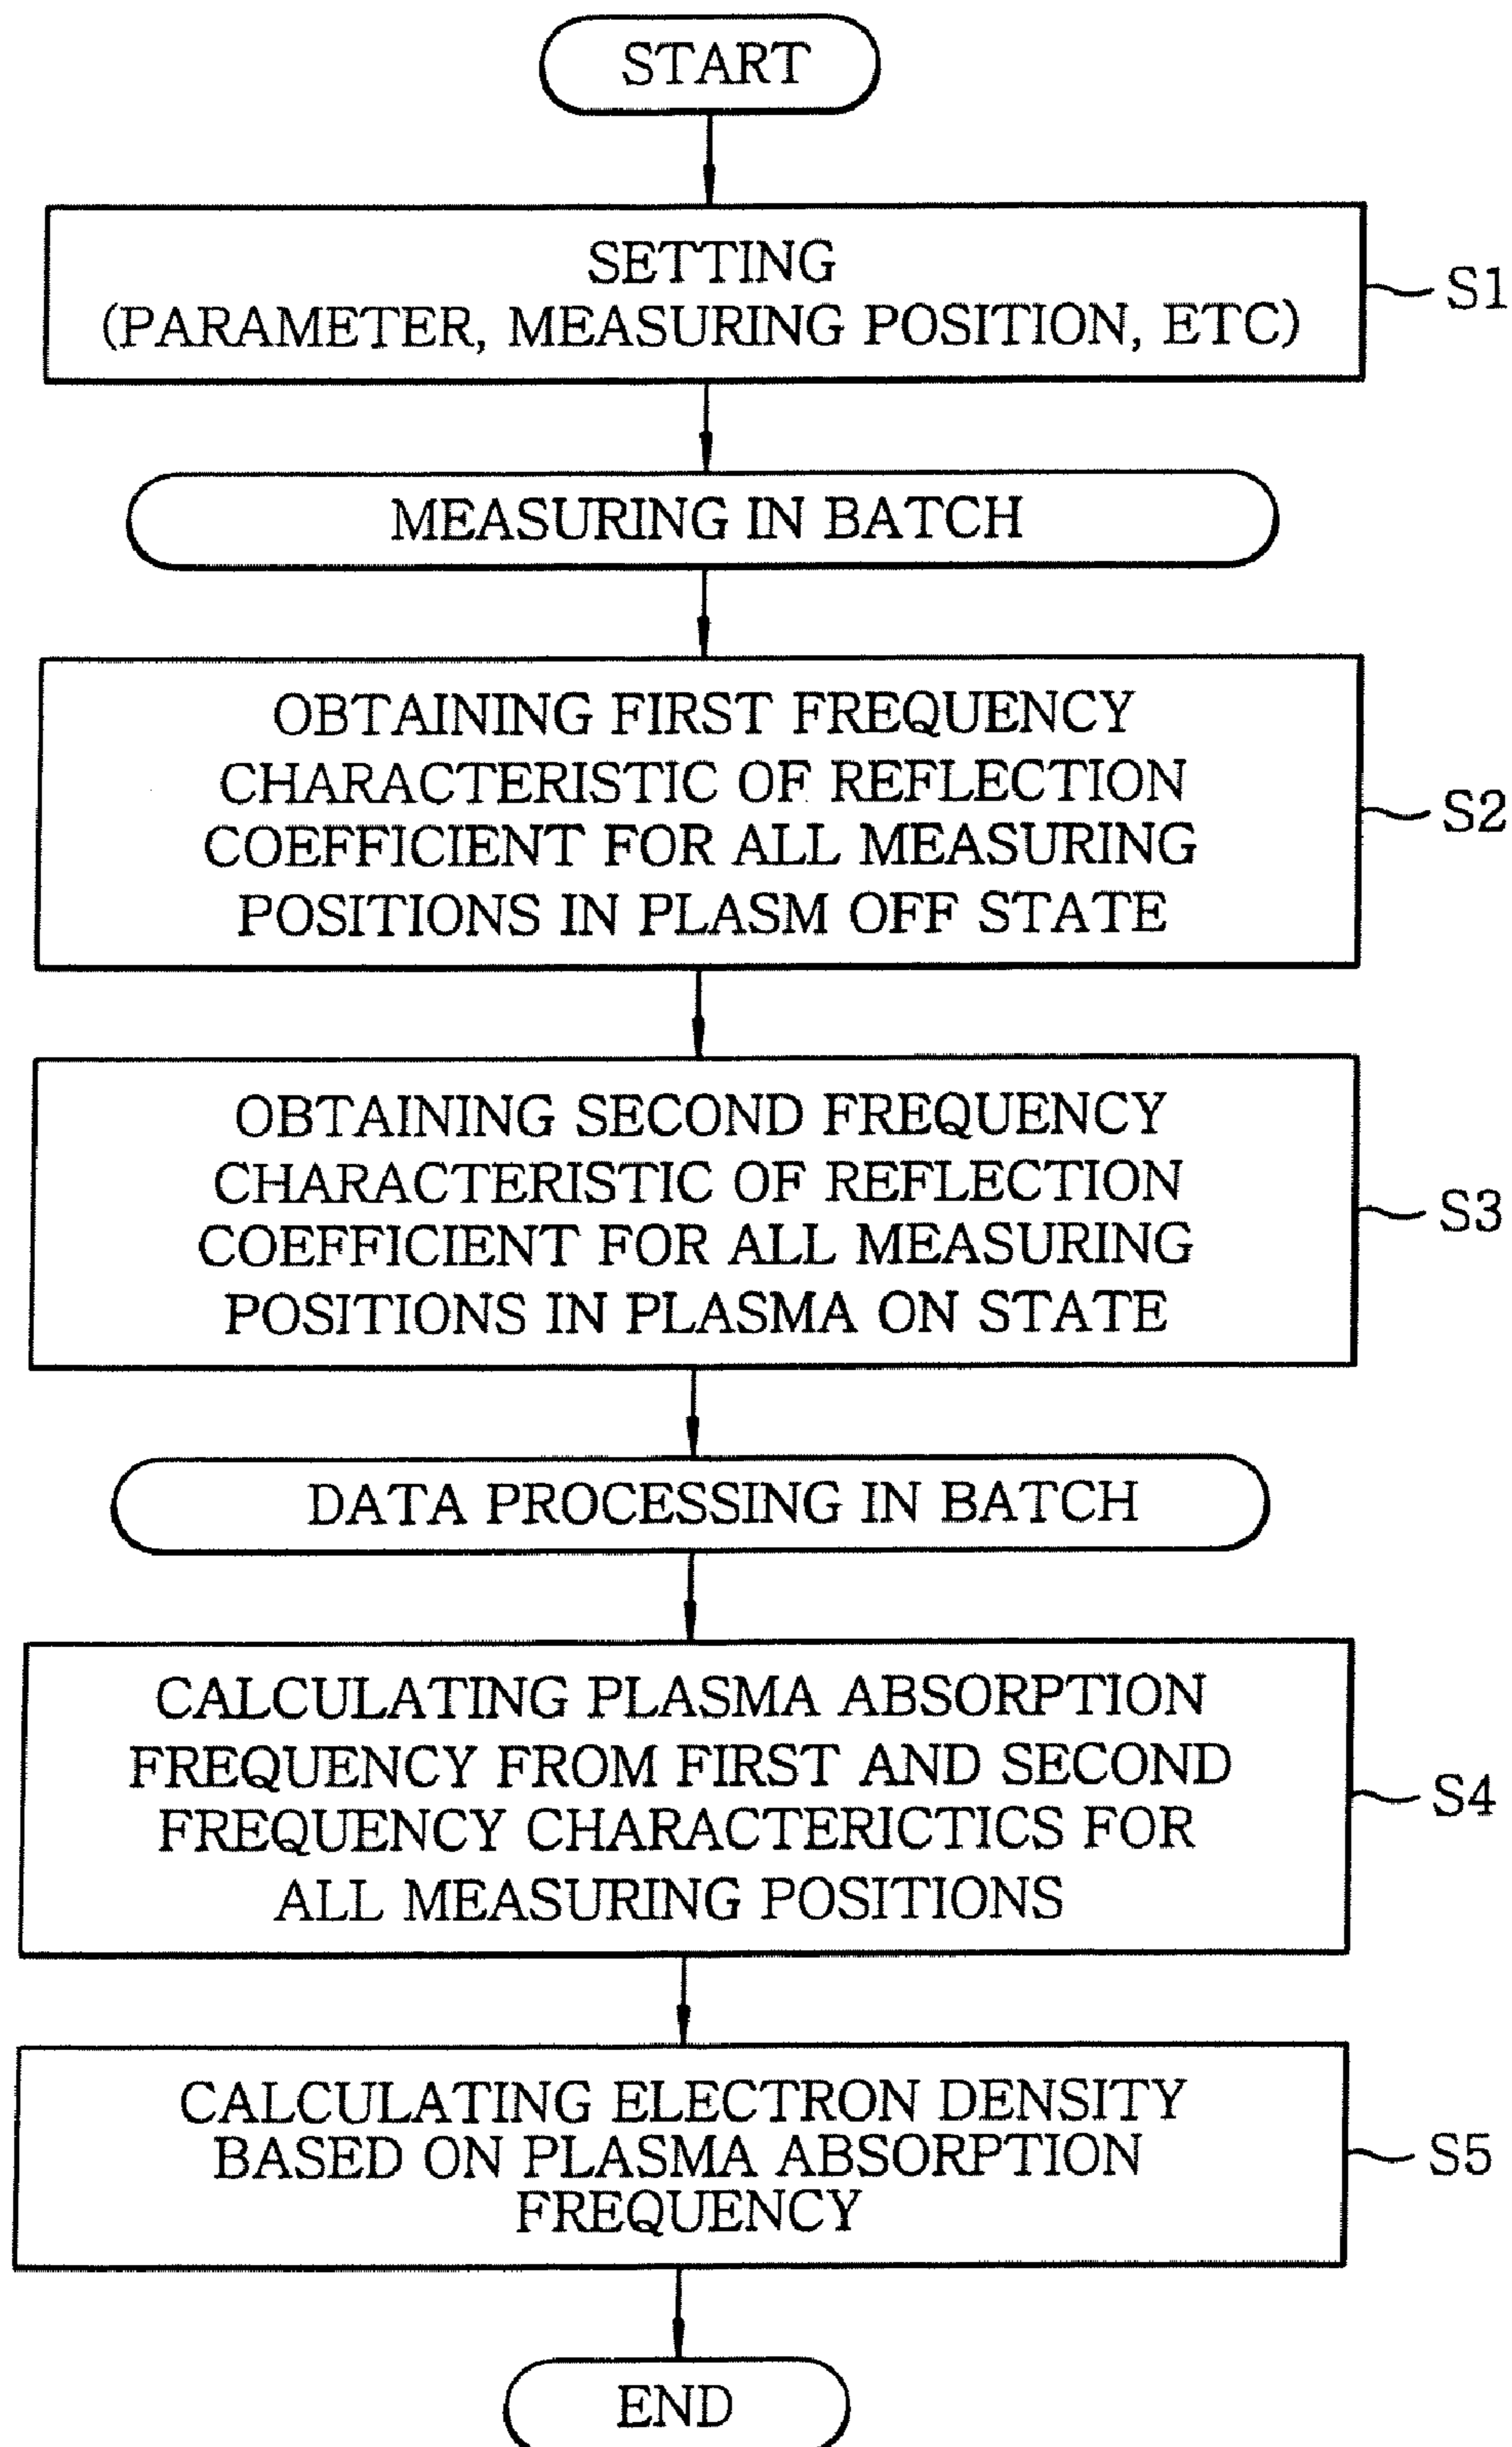 START
SETTING
(PARAMETER, MEASURING POSITION, ETC)
S1
MEASURING IN BATCH
OBTAINING FIRST FREQUENCY
CHARACTERISTIC OF REFLECTION
COEFFICIENT FOR ALL MEASURING
POSITIONS IN PLASM OFF STATE
S2
OBTAINING SECOND FREQUENCY
CHARACTERISTIC OF REFLECTION
COEFFICIENT FOR ALL MEASURING
POSITIONS IN PLASMA ON STATE
S3
DATA PROCESSING IN BATCH
CALCULATING PLASMA ABSORPTION
FREQUENCY FROM FIRST AND SECOND
FREQUENCY CHARACTERICTICS FOR
ALL MEASURING POSITIONS
S4
CALCULATING ELECTRON DENSITY
BASED ON PLASMA ABSORPTION
FREQUENCY
S5
END